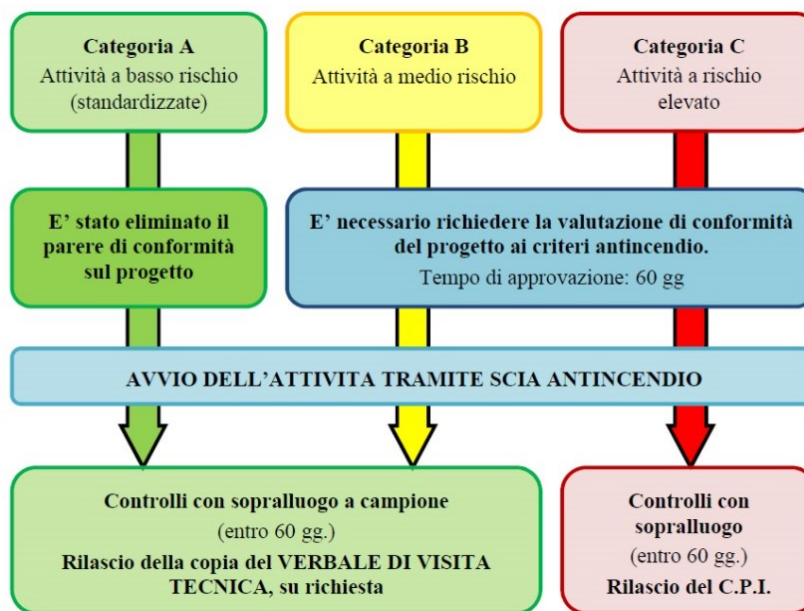 Categoria A
Attività a basso rischio
(standardizzate)
Categoria B
Attività a medio rischio
Categoria C
Attività a rischio
elevato
E’ stato eliminato il
parere di conformità
sul progetto
E’ necessario richiedere la valutazione di conformità
del progetto ai criteri antincendio.
Tempo di approvazione: 60 gg
AVVIO DELL’ATTIVITA TRAMITE SCIA ANTINCENDIO
Controlli con sopralluogo a campione
(entro 60 gg.)
Rilascio della copia del VERBALE DI VISITA
TECNICA, su richiesta
Controlli con
sopralluogo
(entro 60 gg.)
Rilascio del C.P.I.